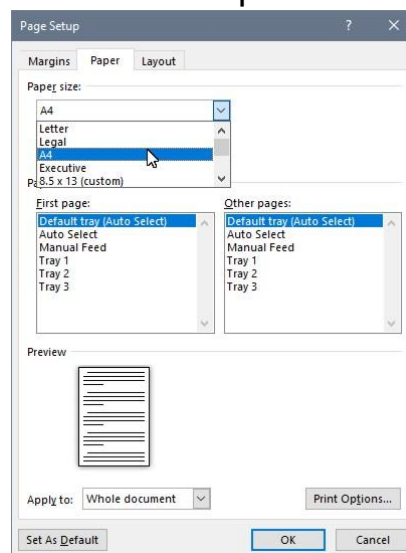 Page Setup ? ×
Margins Paper Layout
Paper size:
A4
Letter
Legal
A4
Executive
8.5 x 13 (custom)
First page: Other pages:
Default tray (Auto Select) Default tray (Auto Select)
Auto Select Auto Select
Manual Feed Manual Feed
Tray 1 Tray 1
Tray 2 Tray 2
Tray 3 Tray 3
Preview
Apply to: Whole document Print Options...
Set As Default OK Cancel